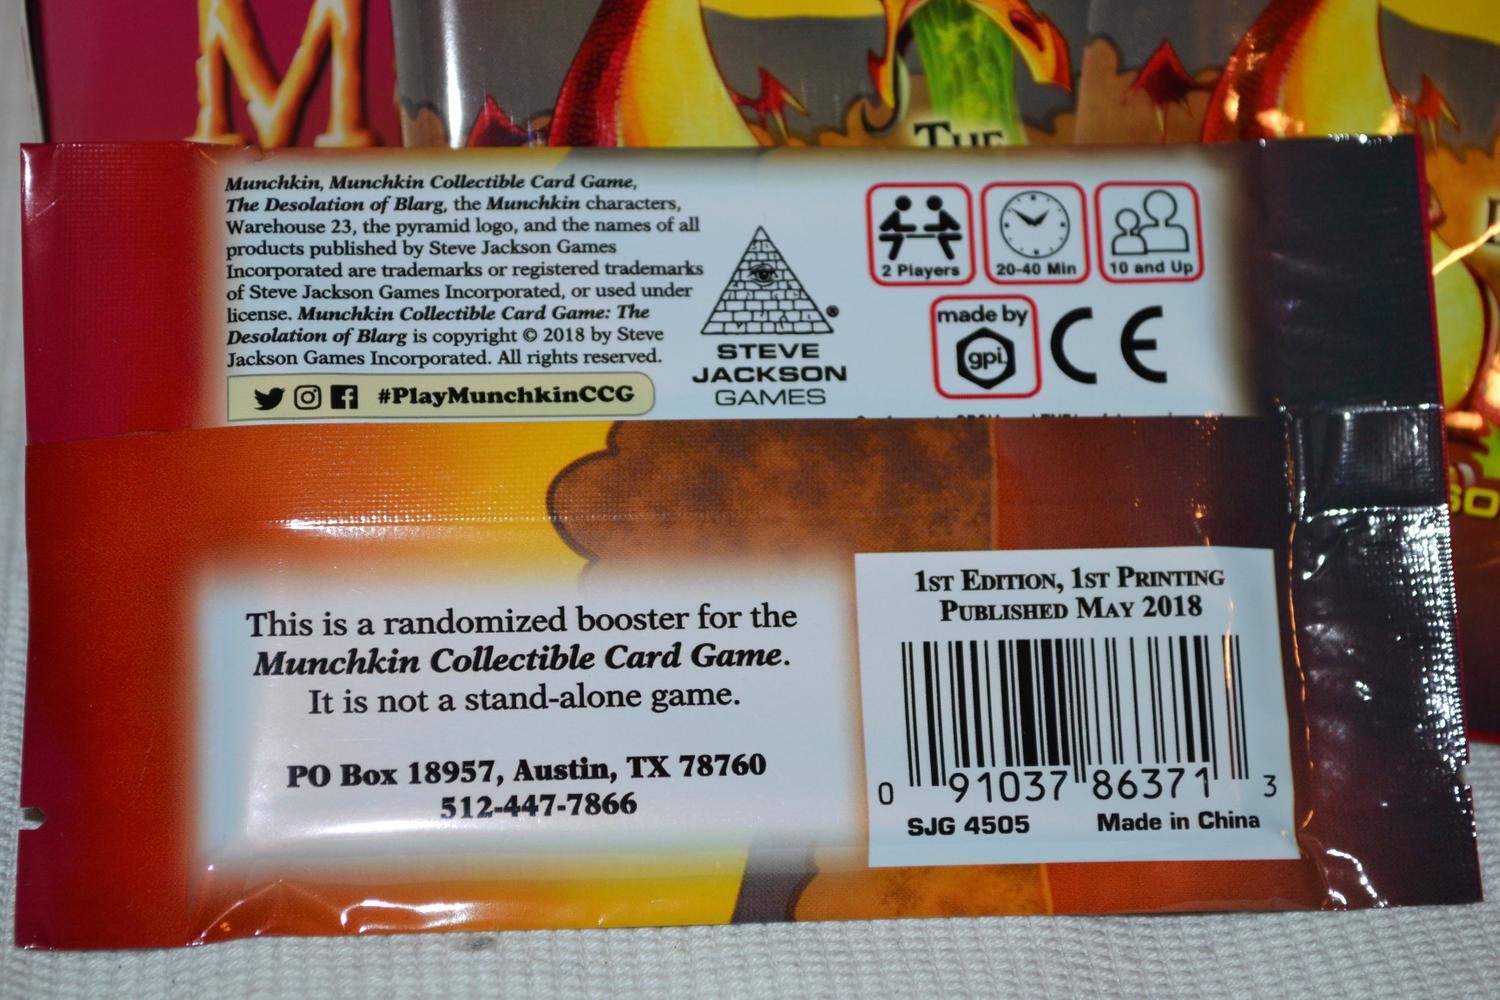 M
THE
Munchkin, Munchkin Collectible Card Game,
The Desolation of Blarg, the Munchkin characters,
Warehouse 23, the pyramid logo, and the names of all
products published by Steve Jackson Games
Incorporated are trademarks or registered trademarks
of Steve Jackson Games Incorporated, or used under
license. Munchkin Collectible Card Game: The
Desolation of Blarg is copyright © 2018 by Steve
Jackson Games Incorporated. All rights reserved.
#PlayMunchkinCCG
®
STEVE
JACKSON
GAMES
2 Players
20-40 Min
10 and Up
made by
gpi
CE
This is a randomized booster for the
Munchkin Collectible Card Game.
It is not a stand-alone game.
PO Box 18957, Austin, TX 78760
512-447-7866
1ST EDITION, 1ST PRINTING
PUBLISHED MAY 2018
0 91037 86371 3
SJG 4505 Made in China